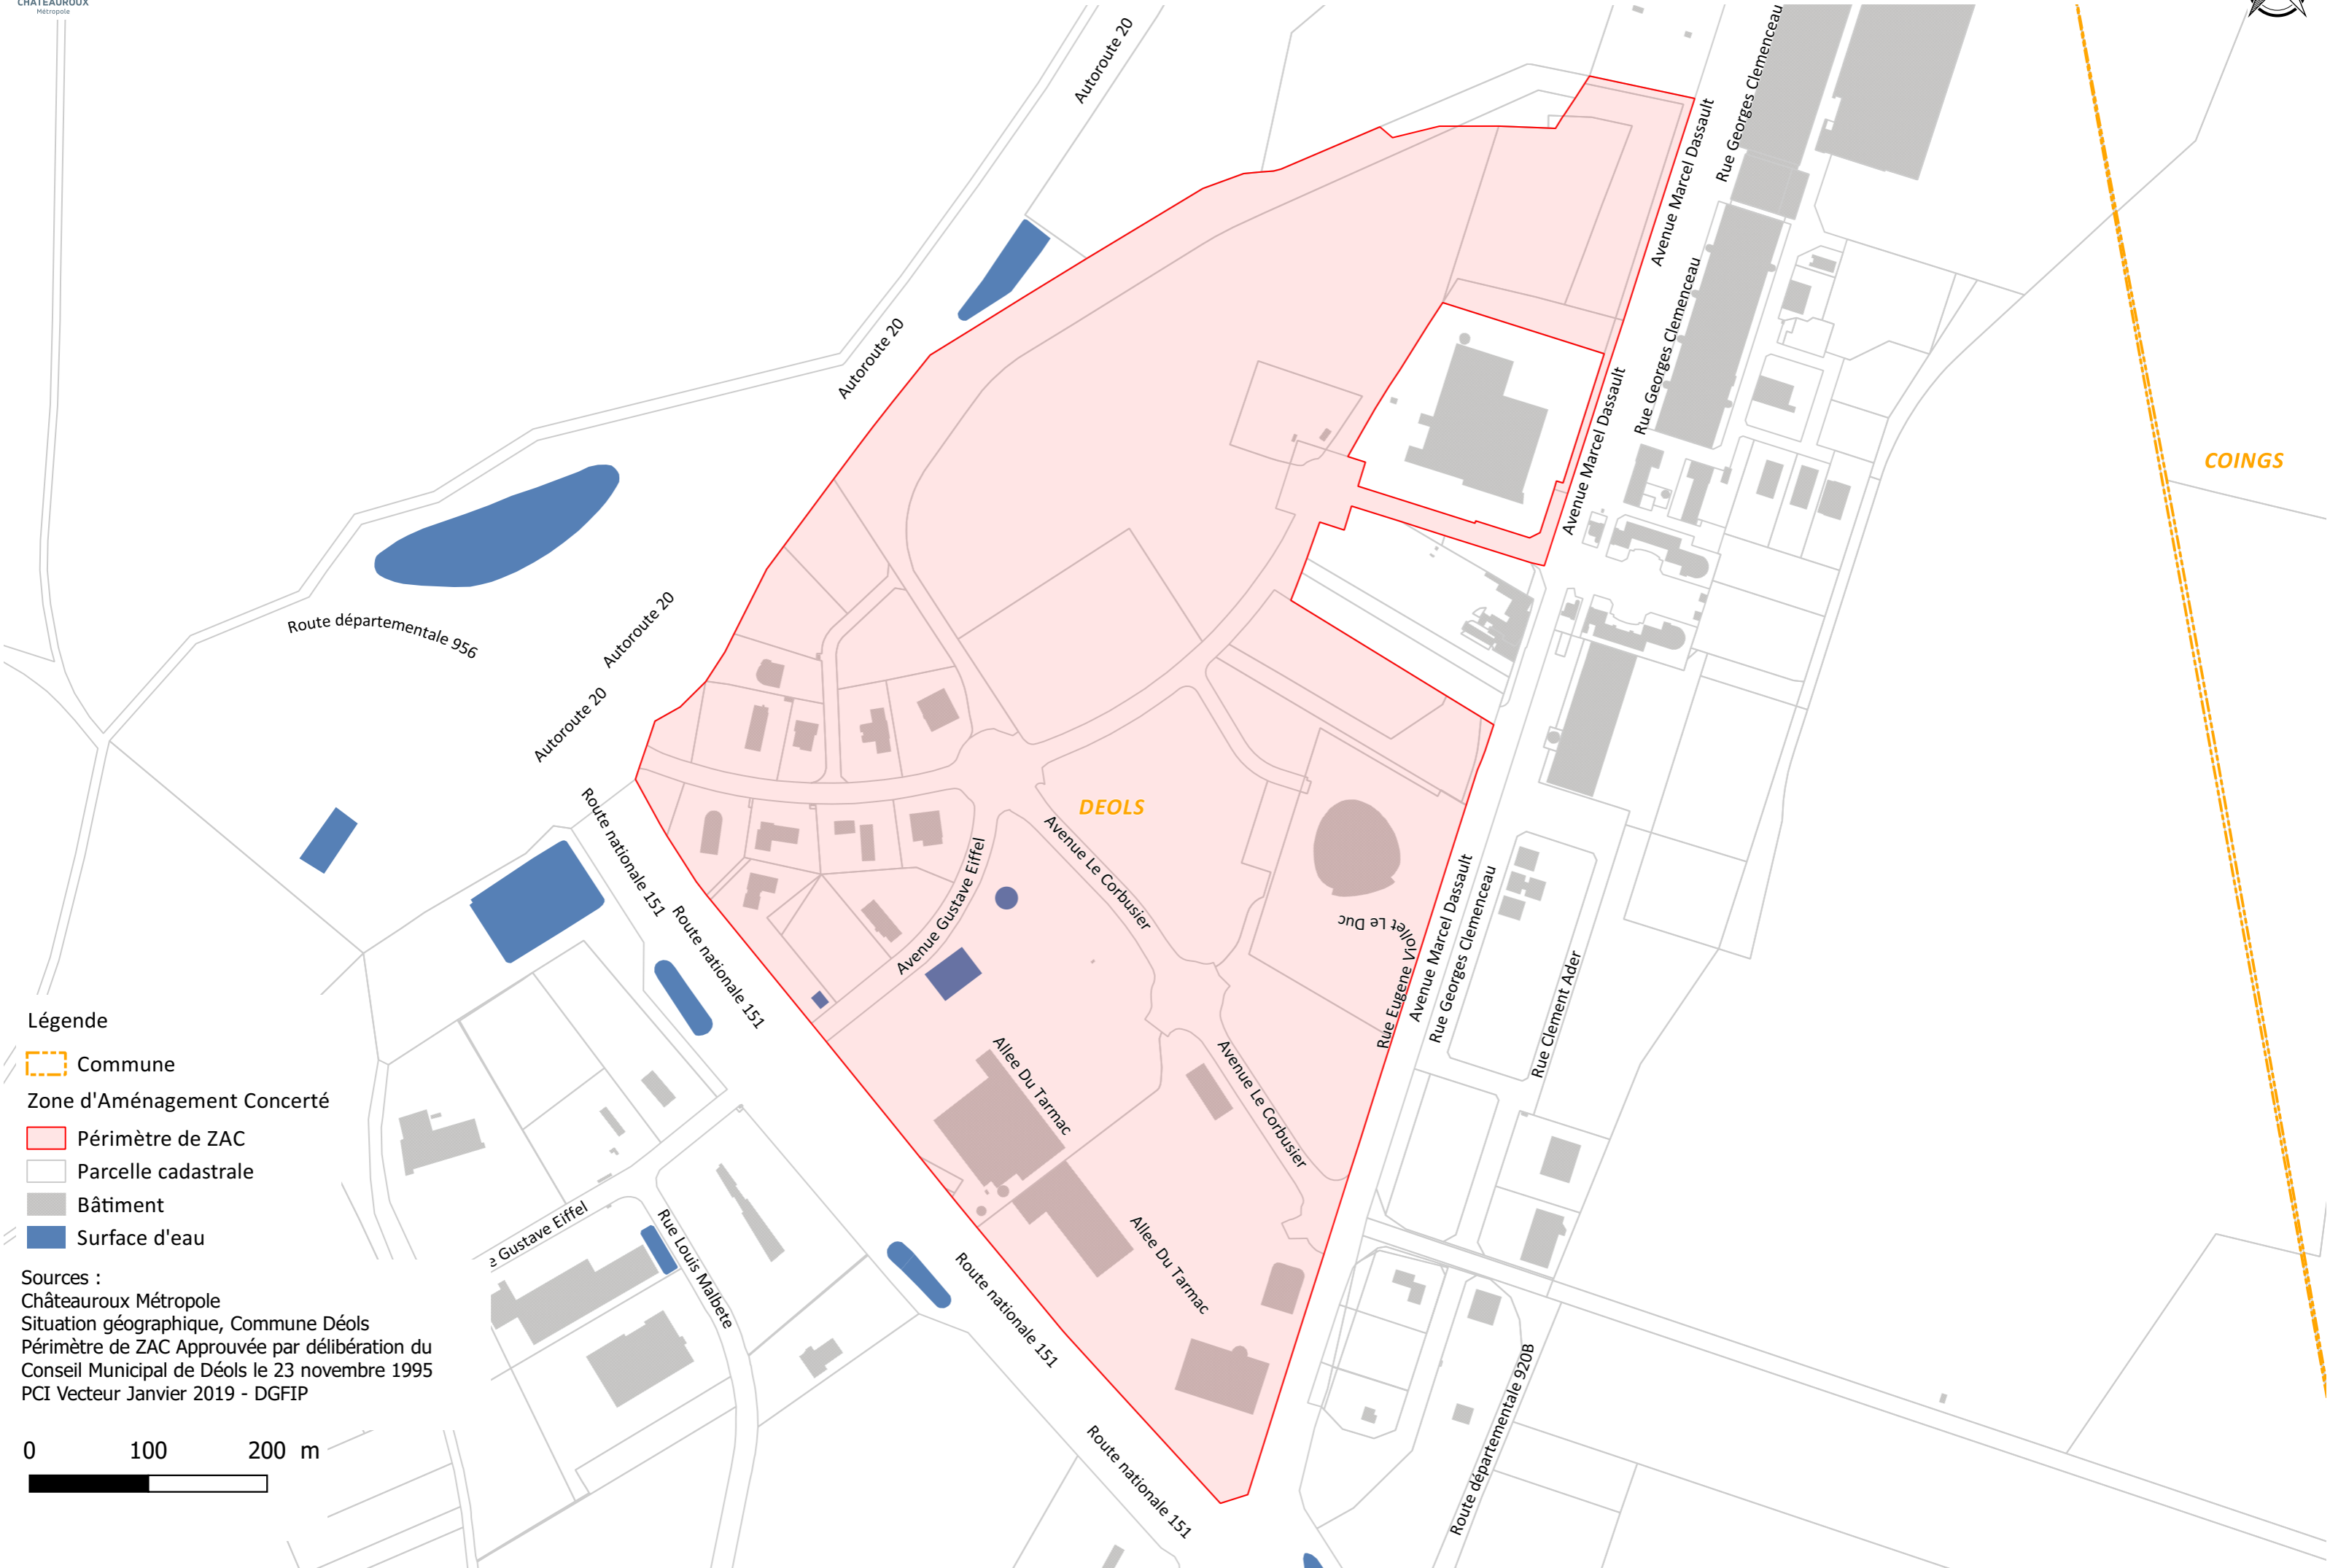 CHATEAUROUX
Métropole
Autoroute 20
Rue Georges Clemenceau
Avenue Marcel Dassault
Autoroute 20
Rue Georges Clemenceau
Avenue Marcel Dassault
COINGS
Route départementale 956
Autoroute 20
Autoroute 20
DEOLS
Route nationale 151
Avenue Le Corbusier
Avenue Gustave Eiffel
Route nationale 151
Rue Eugene Viollet Le Duc
Avenue Marcel Dassault
Rue Georges Clemenceau
Rue Clement Ader
Allee Du Tarmac
Avenue Le Corbusier
Légende
Commune
Zone d'Aménagement Concerté
Périmètre de ZAC
Parcelle cadastrale
Bâtiment
Surface d'eau
e Gustave Eiffel
Rue Louis Malbete
Allee Du Tarmac
Route nationale 151
Sources :
Châteauroux Métropole
Situation géographique, Commune Déols
Périmètre de ZAC Approuvée par délibération du
Conseil Municipal de Déols le 23 novembre 1995
PCI Vecteur Janvier 2019 - DGFIP
Route départementale 920B
0 100 200 m
Route nationale 151